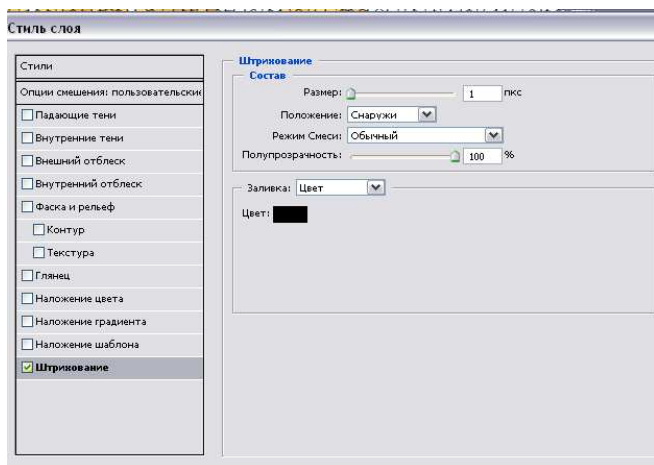 Стиль слоя
Стили
Опции смешения: пользовательские
Падающие тени
Внутренние тени
Внешний отблеск
Внутренний отблеск
Фаска и рельеф
Контур
Текстура
Глянец
Наложение цвета
Наложение градиента
Наложение шаблона
Штрихование
Штрихование
Состав
Размер: 1 пкс
Положение: Снаружи
Режим Смеси: Обычный
Полупрозрачность: 100 %
Заливка: Цвет
Цвет: